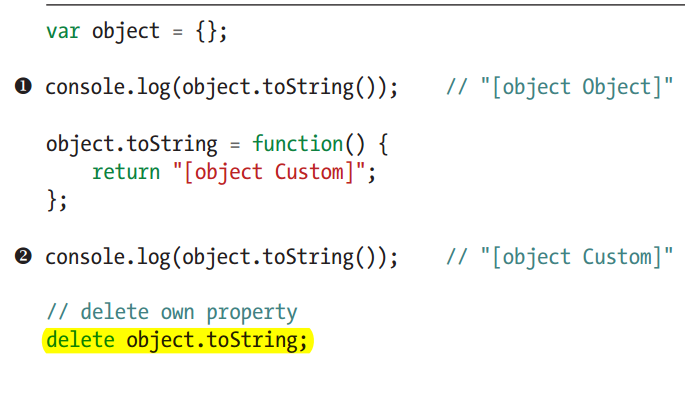 var object = {};
❶ console.log(object.toString());    // "[object Object]"
object.toString = function() {
    return "[object Custom]";
};
❷ console.log(object.toString());    // "[object Custom]"
// delete own property
delete object.toString;